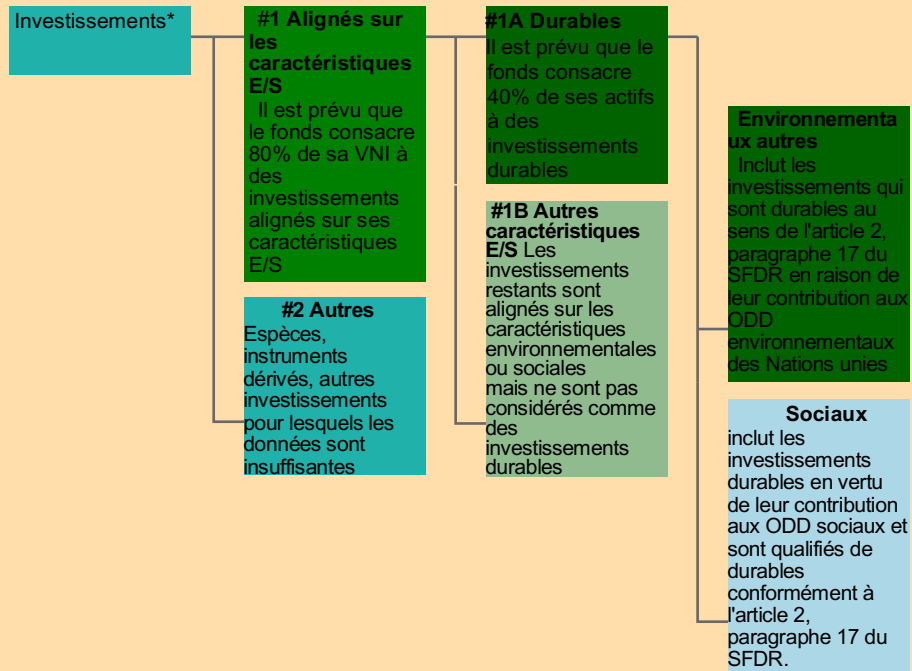 Investissements*
#1 Alignés sur
les
caractéristiques
E/S
Il est prévu que
le fonds consacre
80% de sa VNI à
des
investissements
alignés sur ses
caractéristiques
E/S
#2 Autres
Espèces,
instruments
dérivés, autres
investissements
pour lesquels les
données sont
insuffisantes
#1A Durables
Il est prévu que le
fonds consacre
40% de ses actifs
à des
investissements
durables
#1B Autres
caractéristiques
E/S Les
investissements
restants sont
alignés sur les
caractéristiques
environnementales
ou sociales
mais ne sont pas
considérés comme
des
investissements
durables
Environnementa
ux autres
Inclut les
investissements qui
sont durables au
sens de l'article 2,
paragraphe 17 du
SFDR en raison de
leur contribution aux
ODD
environnementaux
des Nations unies
Sociaux
inclut les
investissements
durables en vertu
de leur contribution
aux ODD sociaux et
sont qualifiés de
durables
conformément à
l'article 2,
paragraphe 17 du
SFDR.